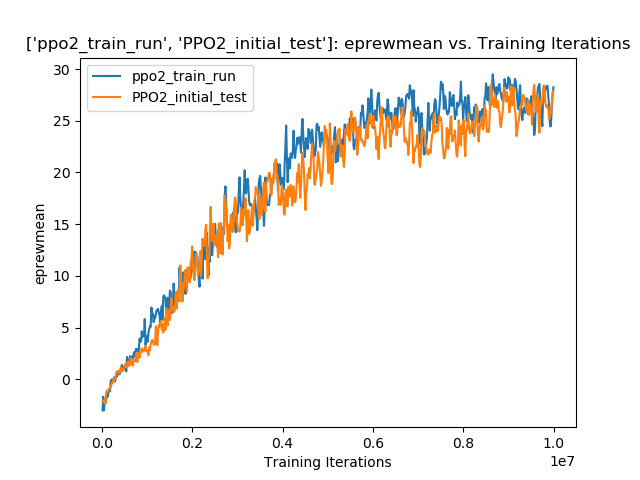 ['ppo2_train_run', 'PPO2_initial_test']: eprewmean vs. Training Iterations
ppo2_train_run
PPO2_initial_test
30
25
20
15
10
5
0
eprewmean
0.0 0.2 0.4 0.6 0.8 1.0
1e7
Training Iterations